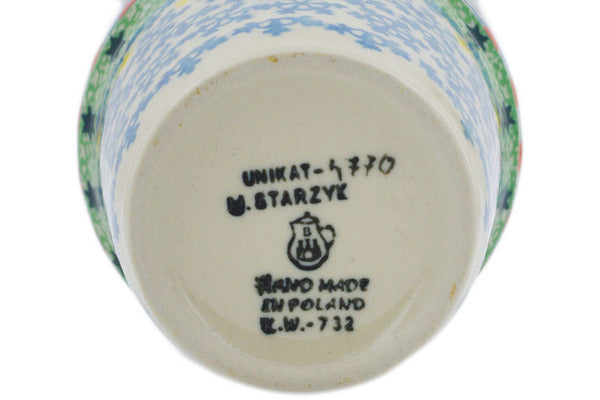 UNIKAT-4770
W.STARZYK
B
HAND MADE
IN POLAND
K.W.-732